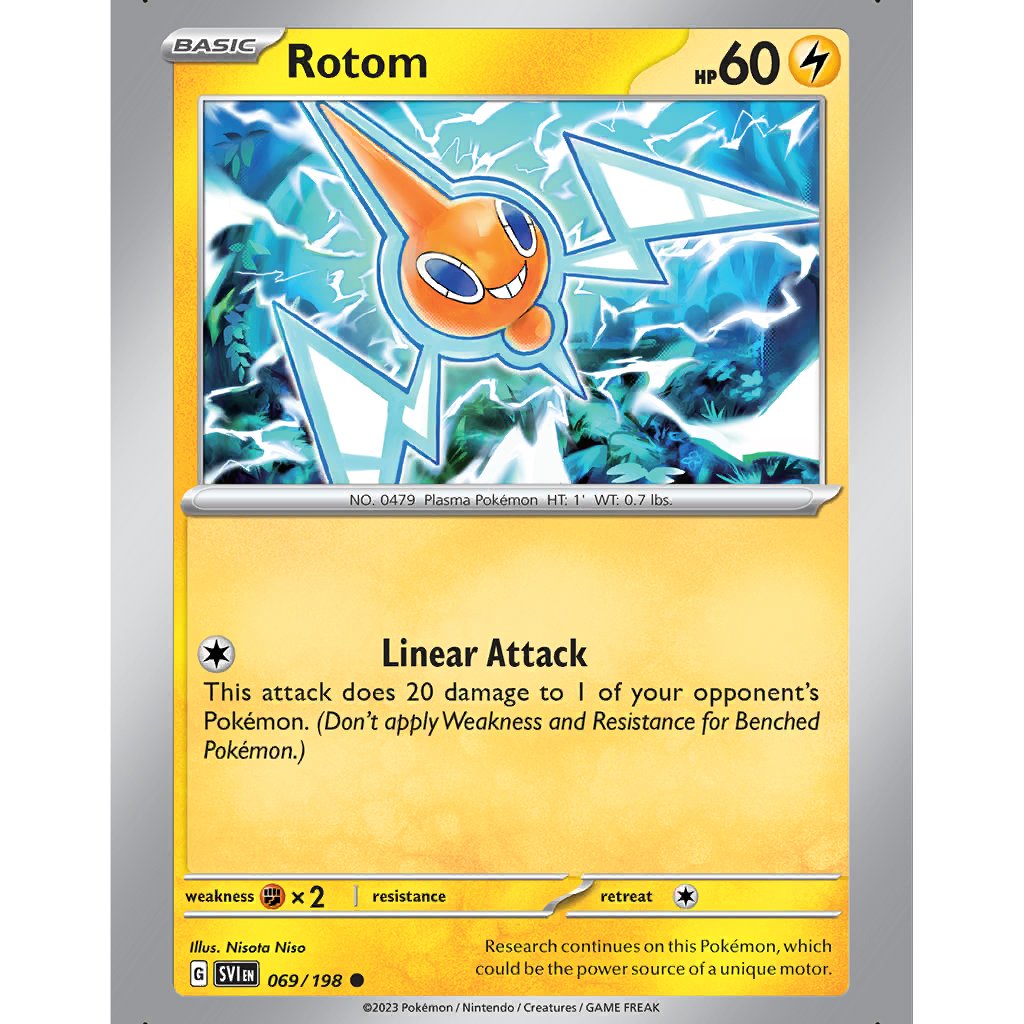 BASIC
Rotom
HP 60
NO. 0479 Plasma Pokémon HT: 1' WT: 0.7 lbs.
Linear Attack
This attack does 20 damage to 1 of your opponent's
Pokémon. (Don't apply Weakness and Resistance for Benched
Pokémon.)
weakness × 2 resistance retreat
Illus. Nisota Niso
G SVI EN 069/198
Research continues on this Pokémon, which
could be the power source of a unique motor.
©2023 Pokémon / Nintendo / Creatures / GAME FREAK